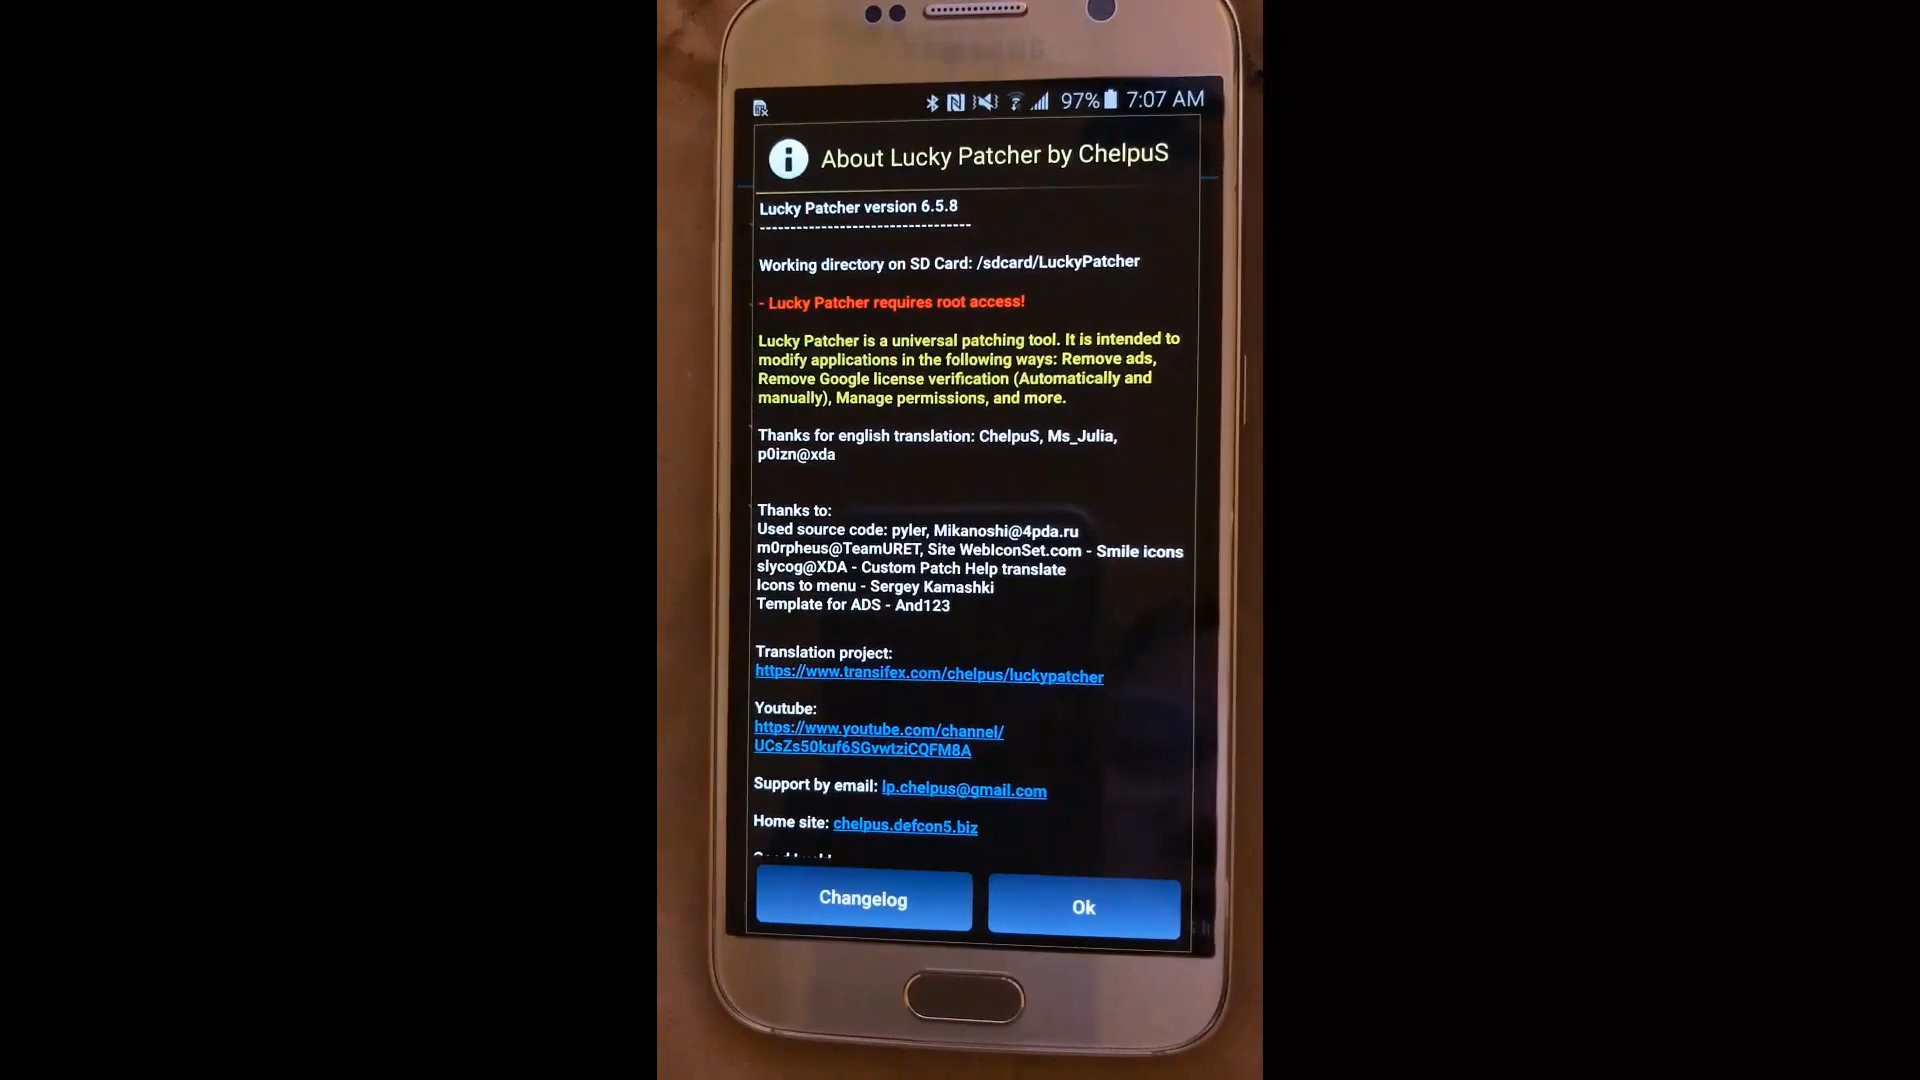 SAMSUNG
97% 7:07 AM
About Lucky Patcher by ChelpuS
Lucky Patcher version 6.5.8
----------------------------------
Working directory on SD Card: /sdcard/LuckyPatcher
- Lucky Patcher requires root access!
Lucky Patcher is a universal patching tool. It is intended to
modify applications in the following ways: Remove ads,
Remove Google license verification (Automatically and
manually), Manage permissions, and more.
Thanks for english translation: ChelpuS, Ms_Julia,
p0izn@xda
Thanks to:
Used source code: pyler, Mikanoshi@4pda.ru
m0rpheus@TeamURET, Site WebIconSet.com - Smile icons
slycog@XDA - Custom Patch Help translate
Icons to menu - Sergey Kamashki
Template for ADS - And123
Translation project:
https://www.transifex.com/chelpus/luckypatcher
Youtube:
https://www.youtube.com/channel/
UCsZs50kuf6SGvwtziCQFM8A
Support by email: lp.chelpus@gmail.com
Home site: chelpus.defcon5.biz
Changelog
Ok